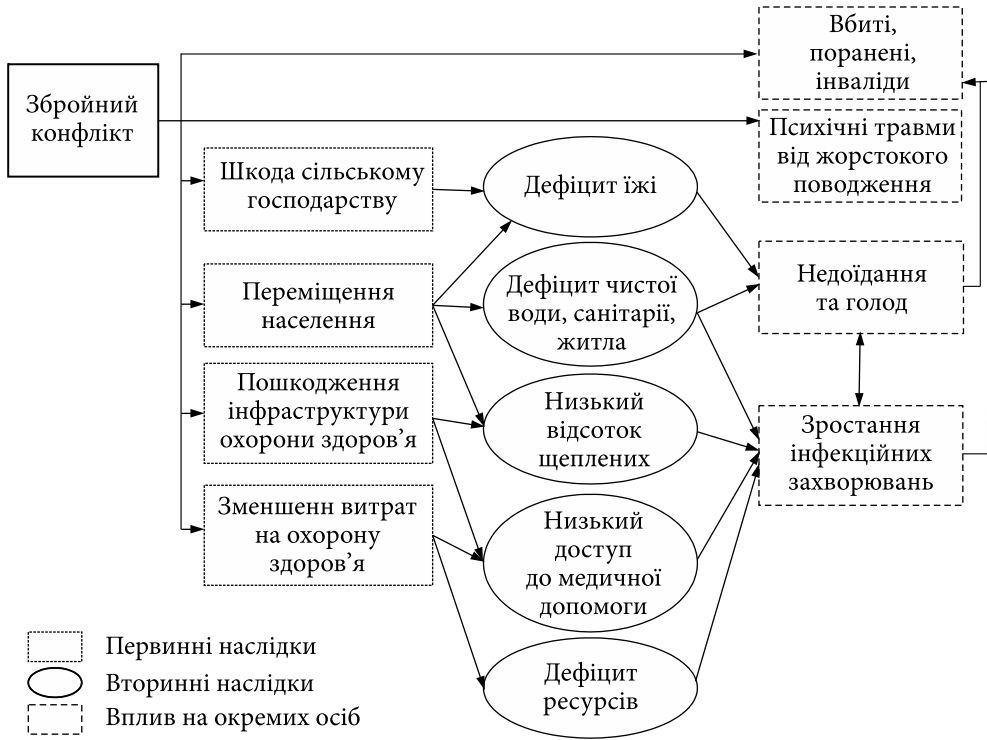 Збройний
конфлікт
Вбиті,
поранені,
інваліди
Психічні травми
від жорстокого
поводження
Шкода сільському
господарству
Дефіцит їжі
Недоїдання
та голод
Переміщення
населення
Дефіцит чистої
води, санітарії,
житла
Пошкодження
інфраструктури
охорони здоров’я
Низький
відсоток
щеплених
Зростання
інфекційних
захворювань
Зменшенн витрат
на охорону
здоров’я
Низький
доступ
до медичної
допомоги
Дефіцит
ресурсів
Первинні наслідки
Вторинні наслідки
Вплив на окремих осіб